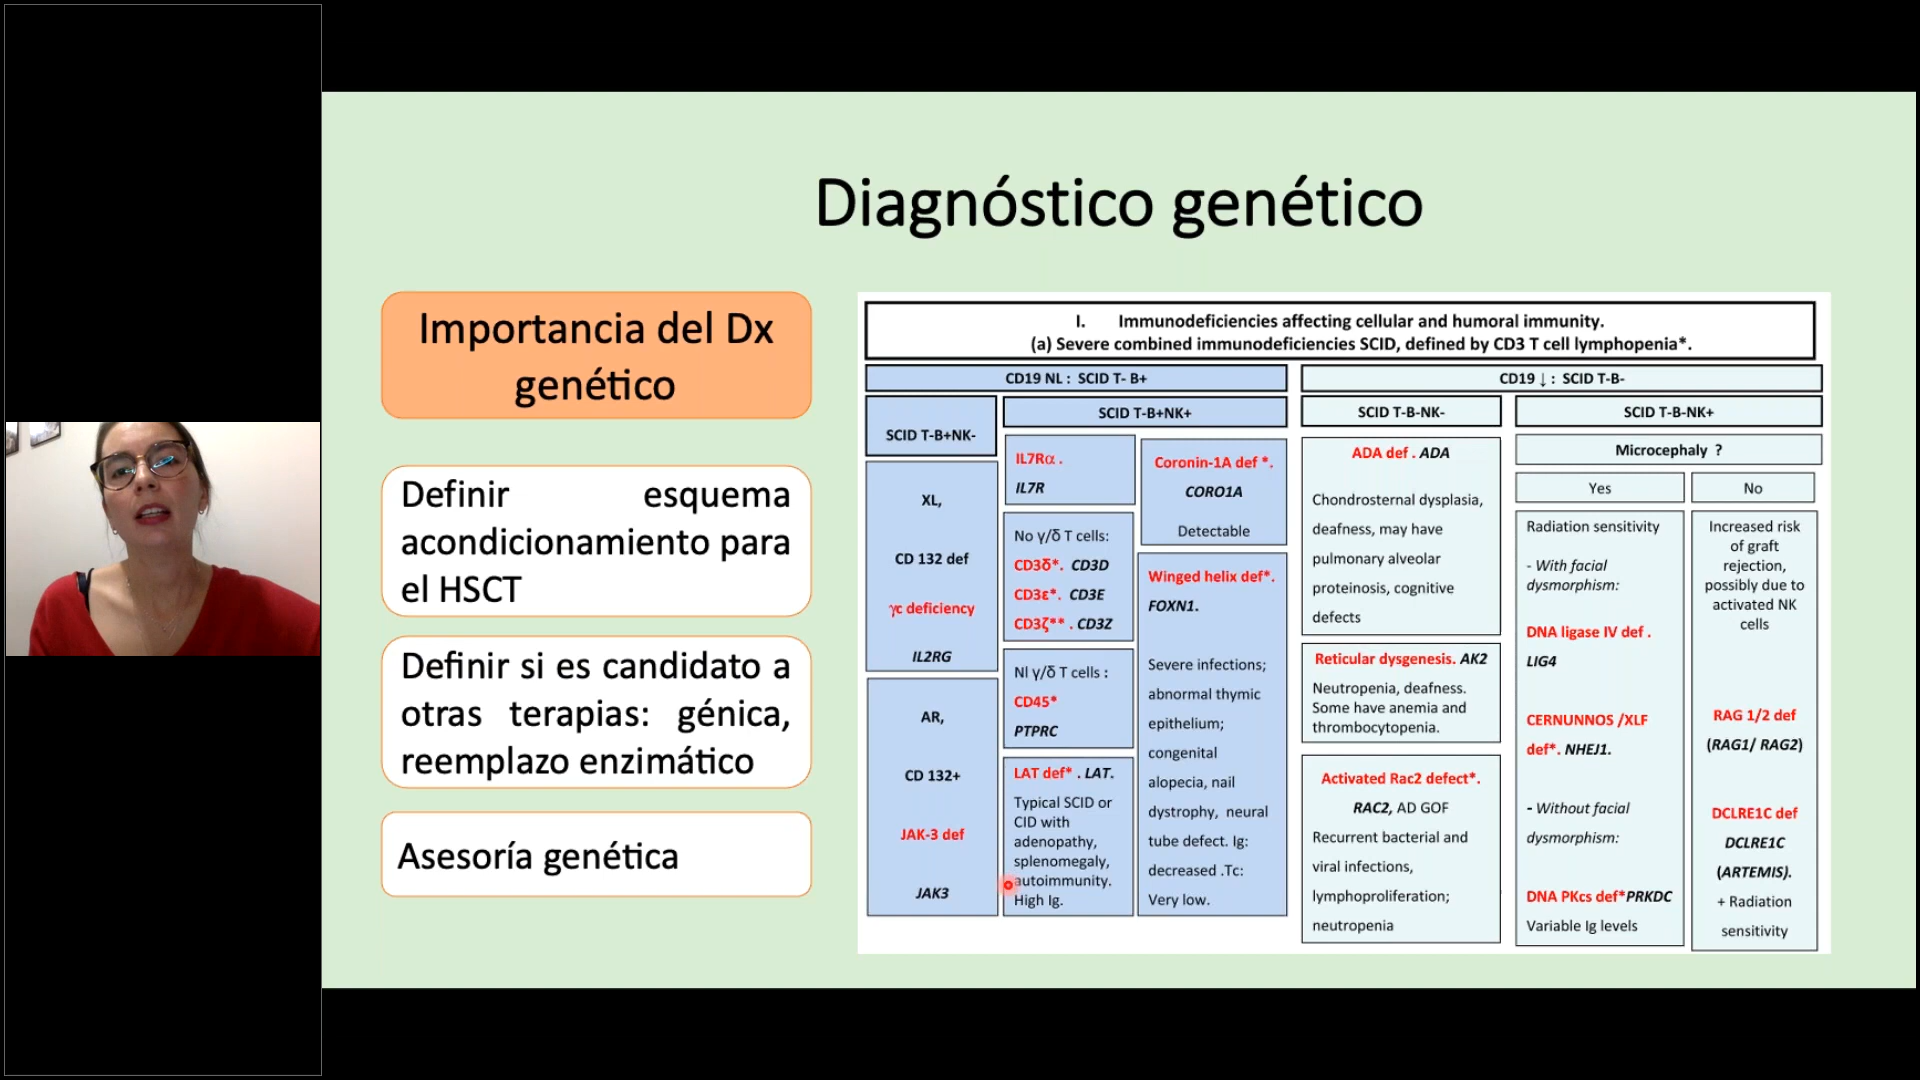 Diagnóstico genético
Importancia del Dx
genético
Definir esquema
acondicionamiento para
el HSCT
Definir si es candidato a
otras terapias: génica,
reemplazo enzimático
Asesoría genética
I. Immunodeficiencies affecting cellular and humoral immunity.
(a) Severe combined immunodeficiencies SCID, defined by CD3 T cell lymphopenia*.
CD19 NL : SCID T- B+
SCID T-B+NK-
XL,
CD 132 def
γc deficiency
IL2RG
AR,
CD 132+
JAK-3 def
JAK3
SCID T-B+NK+
IL7Rα .
IL7R
No γ/δ T cells:
CD3δ*. CD3D
CD3ε*. CD3E
CD3ζ** . CD3Z
Nl γ/δ T cells :
CD45*
PTPRC
LAT def* . LAT.
Typical SCID or
CID with
adenopathy,
splenomegaly,
autoimmunity.
High Ig.
Coronin-1A def *.
CORO1A
Detectable
Winged helix def*.
FOXN1.
Severe infections;
abnormal thymic
epithelium;
congenital
alopecia, nail
dystrophy, neural
tube defect. Ig:
decreased .Tc:
Very low.
CD19 ↓ : SCID T-B-
SCID T-B-NK-
ADA def . ADA
Chondrosternal dysplasia,
deafness, may have
pulmonary alveolar
proteinosis, cognitive
defects
Reticular dysgenesis. AK2
Neutropenia, deafness.
Some have anemia and
thrombocytopenia.
Activated Rac2 defect*.
RAC2, AD GOF
Recurrent bacterial and
viral infections,
lymphoproliferation;
neutropenia
SCID T-B-NK+
Microcephaly ?
Yes
Radiation sensitivity
- With facial
dysmorphism:
DNA ligase IV def .
LIG4
CERNUNNOS /XLF
def*. NHEJ1.
- Without facial
dysmorphism:
DNA PKcs def*PRKDC
Variable Ig levels
No
Increased risk
of graft
rejection,
possibly due to
activated NK
cells
RAG 1/2 def
(RAG1/ RAG2)
DCLRE1C def
DCLRE1C
(ARTEMIS).
+ Radiation
sensitivity